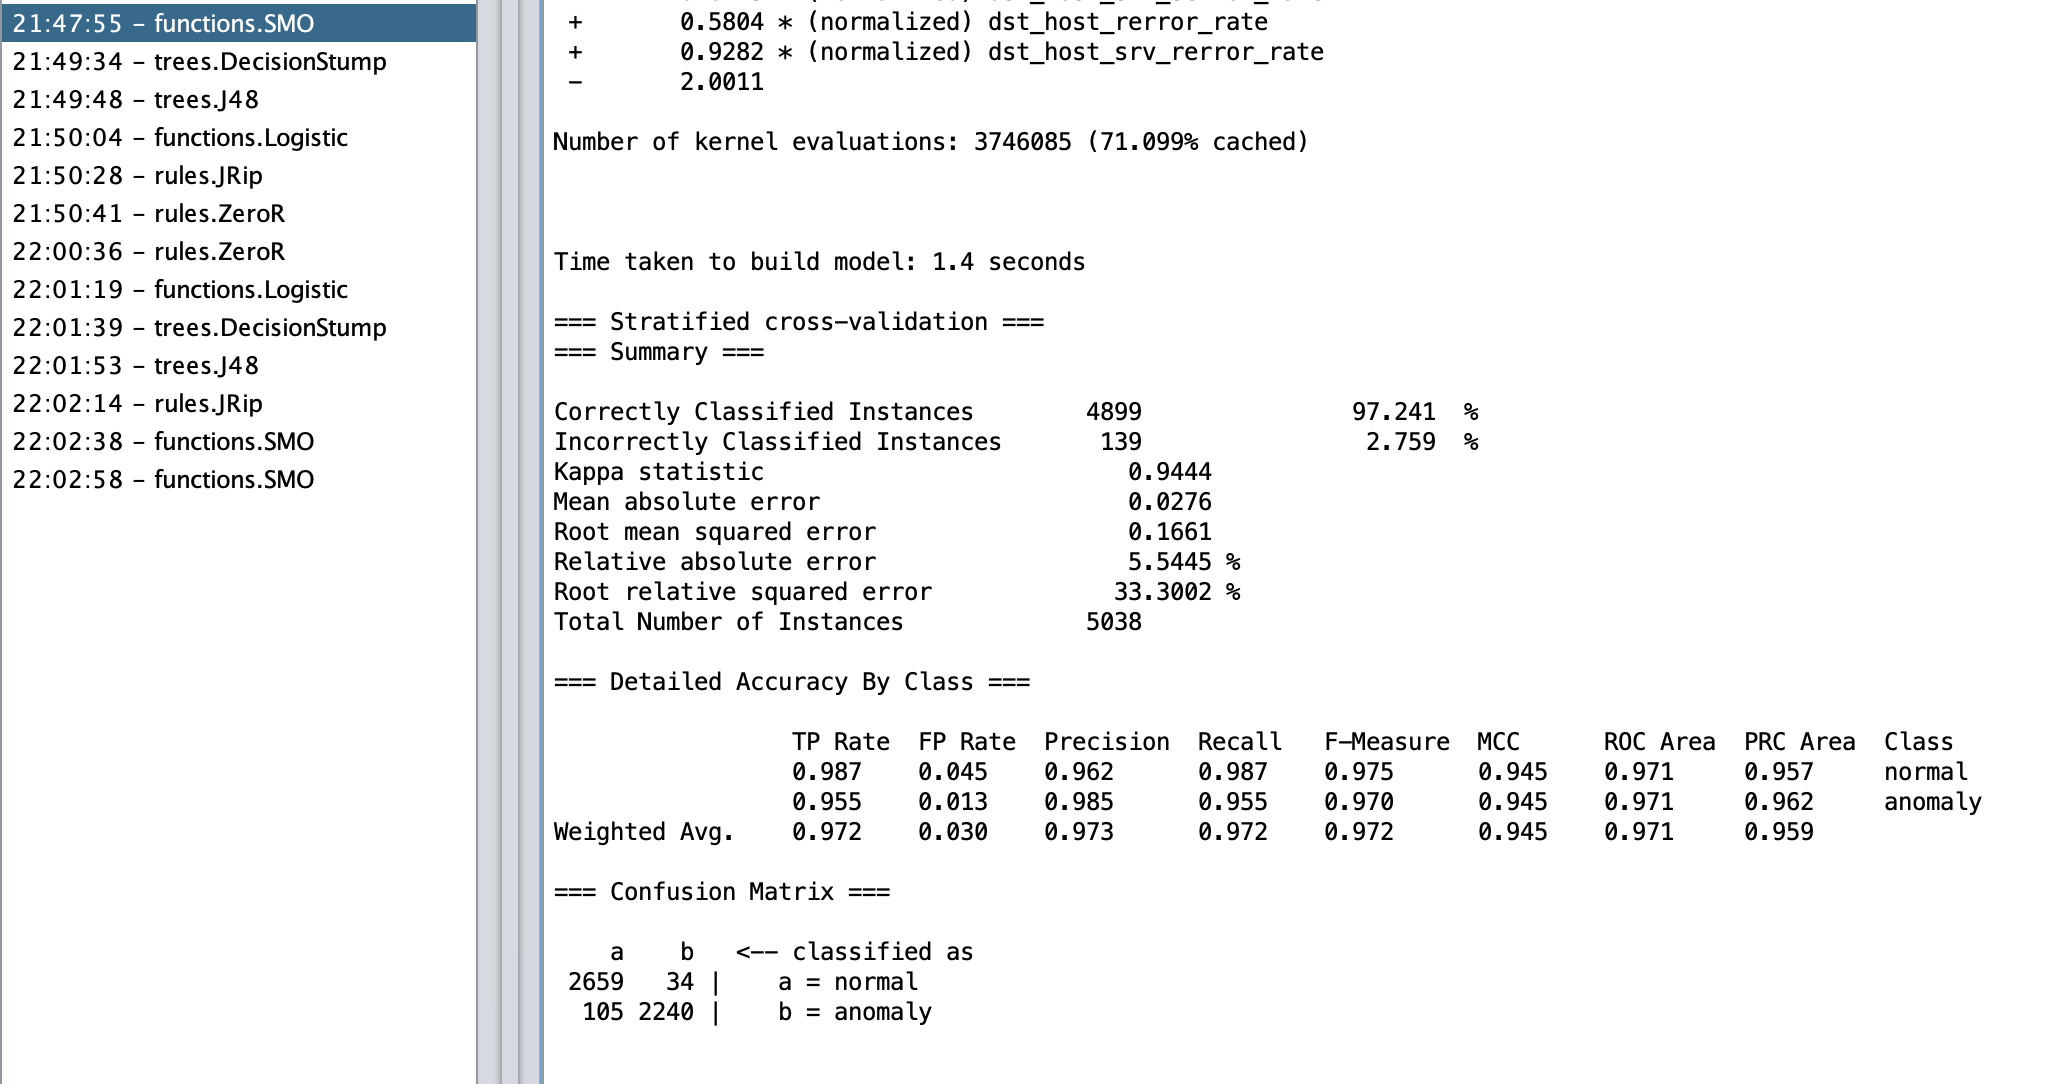 21:47:55 – functions.SMO
21:49:34 – trees.DecisionStump
21:49:48 – trees.J48
21:50:04 – functions.Logistic
21:50:28 – rules.JRip
21:50:41 – rules.ZeroR
22:00:36 – rules.ZeroR
22:01:19 – functions.Logistic
22:01:39 – trees.DecisionStump
22:01:53 – trees.J48
22:02:14 – rules.JRip
22:02:38 – functions.SMO
22:02:58 – functions.SMO
+ 0.5804 * (normalized) dst_host_rerror_rate
+ 0.9282 * (normalized) dst_host_srv_rerror_rate
- 2.0011
Number of kernel evaluations: 3746085 (71.099% cached)
Time taken to build model: 1.4 seconds
=== Stratified cross-validation ===
=== Summary ===
Correctly Classified Instances 4899 97.241 %
Incorrectly Classified Instances 139 2.759 %
Kappa statistic 0.9444
Mean absolute error 0.0276
Root mean squared error 0.1661
Relative absolute error 5.5445 %
Root relative squared error 33.3002 %
Total Number of Instances 5038
=== Detailed Accuracy By Class ===
TP Rate FP Rate Precision Recall F-Measure MCC ROC Area PRC Area Class
0.987 0.045 0.962 0.987 0.975 0.945 0.971 0.957 normal
0.955 0.013 0.985 0.955 0.970 0.945 0.971 0.962 anomaly
Weighted Avg. 0.972 0.030 0.973 0.972 0.972 0.945 0.971 0.959
=== Confusion Matrix ===
a b <-- classified as
2659 34 | a = normal
105 2240 | b = anomaly